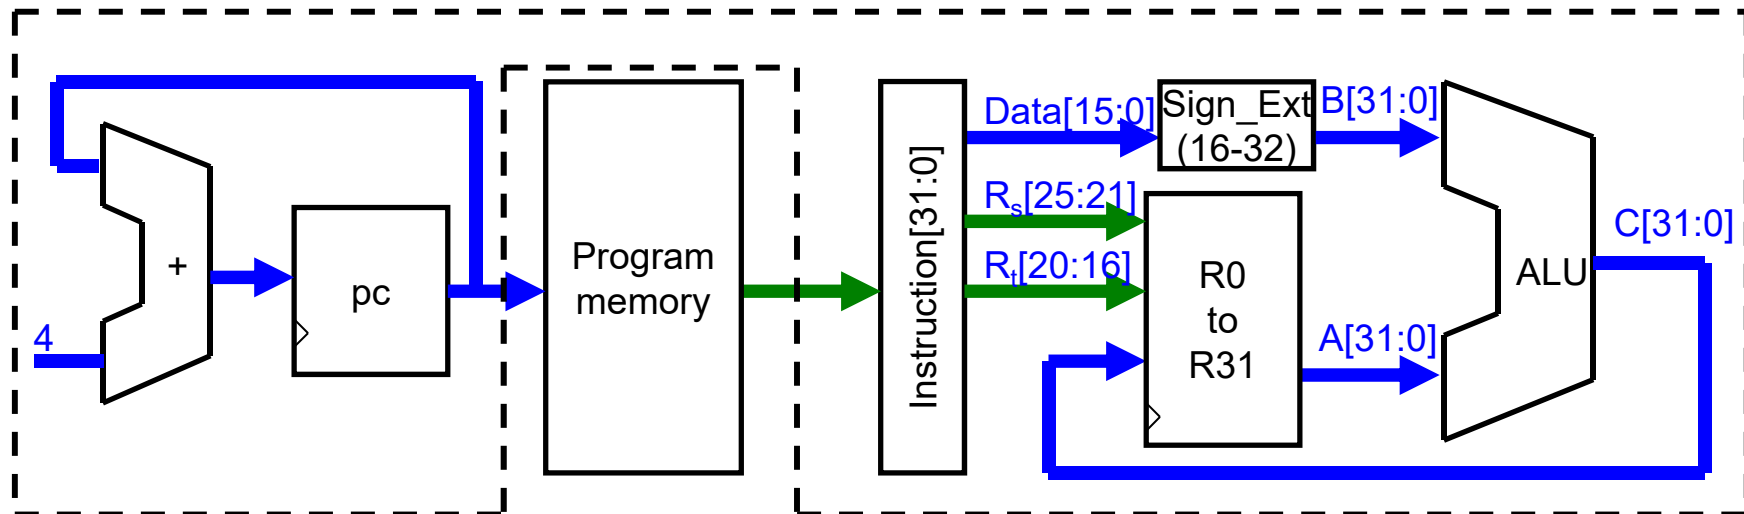 4
+
pc
Program
memory
Instruction[31:0]
Data[15:0]
Rs[25:21]
Rt[20:16]
Sign_Ext
(16-32)
R0
to
R31
B[31:0]
A[31:0]
ALU
C[31:0]